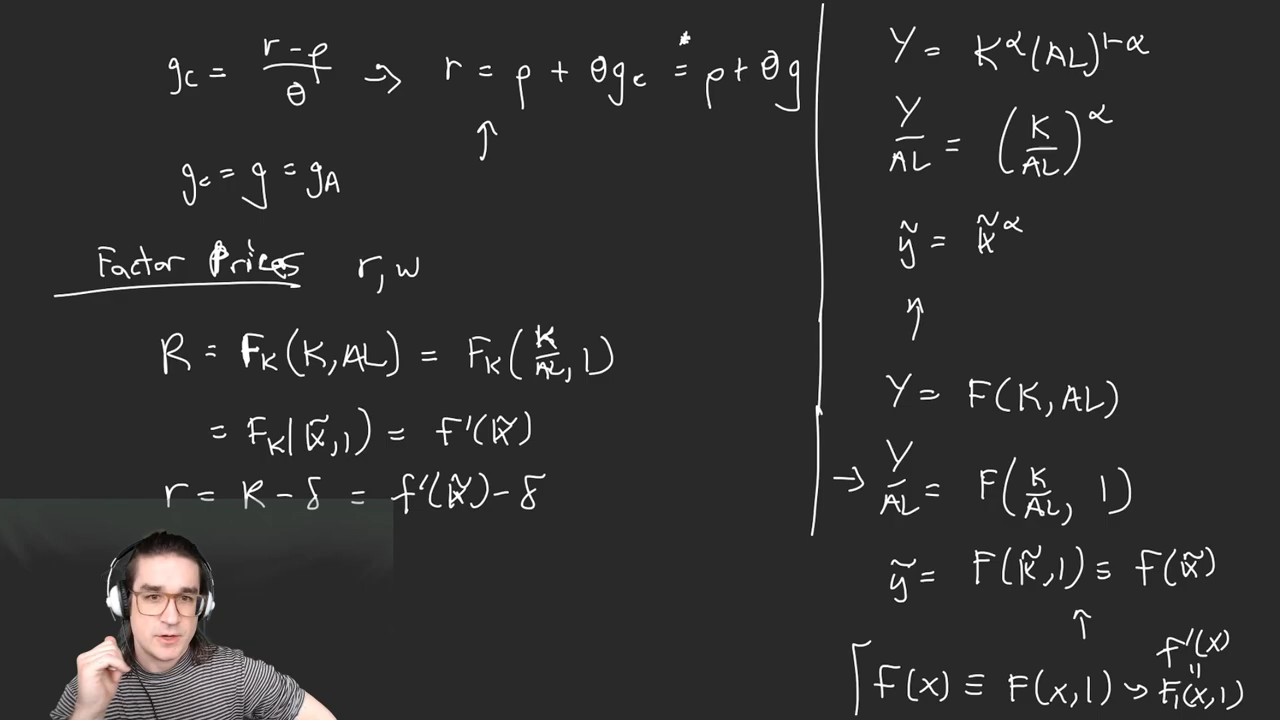 g_c = (r - ρ)/θ → r = ρ + θg_c =* ρ + θg
↑
g_c = g = g_A
Factor Prices r, w
R = F_K(K, AL) = F_K(K/AL, 1)
= F_K(k̃, 1) = f'(k̃)
r = R - δ = f'(k̃) - δ
Y = K^α(AL)^(1-α)
Y/AL = (K/AL)^α
ỹ = k̃^α
↑
Y = F(K, AL)
→ Y/AL = F(K/AL, 1)
ỹ = F(k̃, 1) ≡ f(k̃)
↑
f'(x)
"
f(x) ≡ F(x, 1) → F_1(x, 1)